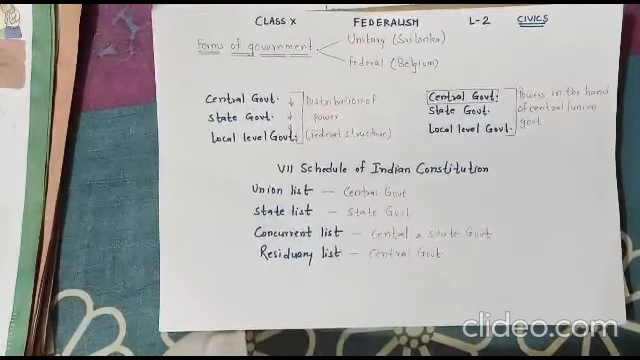 CLASS X FEDERALISM L-2 CIVICS
Forms of government
Unitary (Sri lanka)
Federal (Belgium)
Central Govt.
State Govt.
Local level Govt.
Distribution of
power
(Federal structure)
Central Govt.
State Govt.
Local level Govt.
Powers in the hand
of central/union
govt
VII Schedule of Indian Constitution
Union list — Central Govt
State list — State Govt
Concurrent list — Central & State Govt
Residuary list — Central Govt.
clideo.com